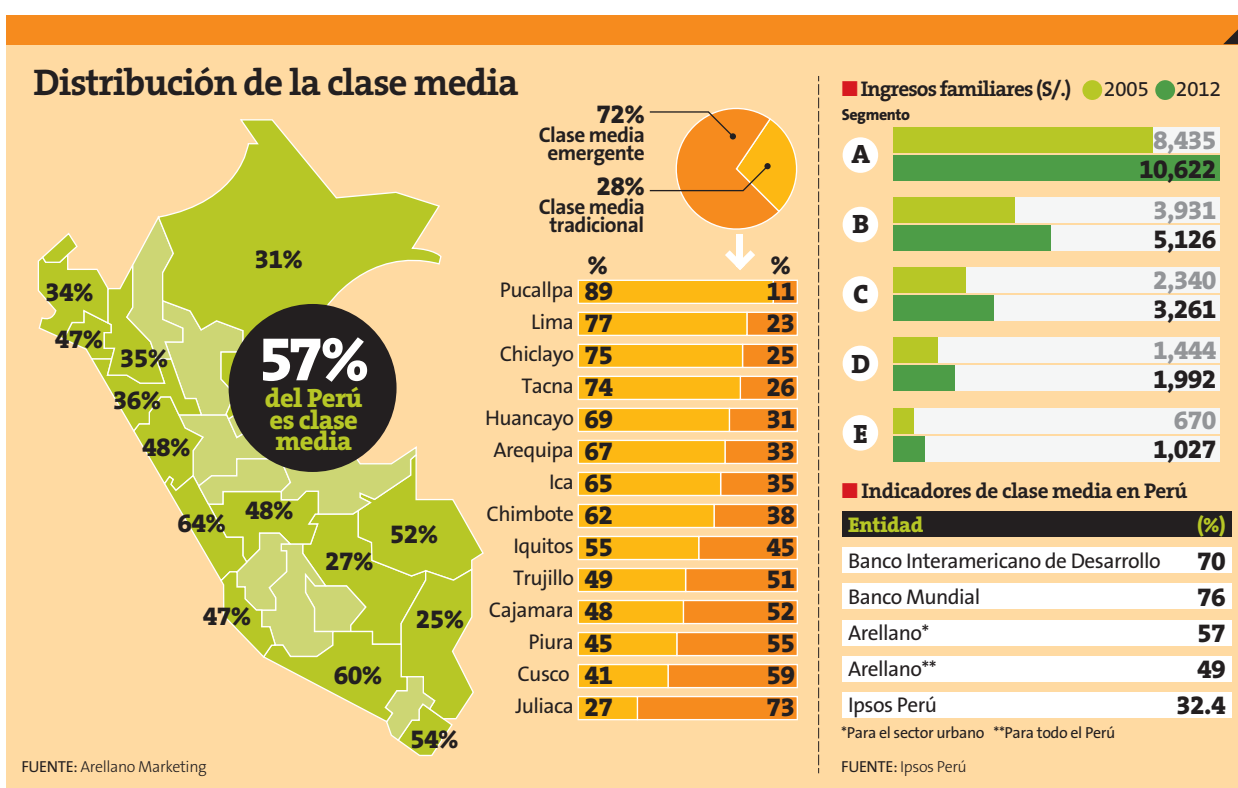 Distribución de la clase media
31%
34%
47%
35%
36%
48%
64%
48%
52%
27%
47%
25%
60%
54%
57%
del Perú
es clase
media
FUENTE: Arellano Marketing
72%
Clase media
emergente
28%
Clase media
tradicional
% %
Pucallpa 89 11
Lima 77 23
Chiclayo 75 25
Tacna 74 26
Huancayo 69 31
Arequipa 67 33
Ica 65 35
Chimbote 62 38
Iquitos 55 45
Trujillo 49 51
Cajamara 48 52
Piura 45 55
Cusco 41 59
Juliaca 27 73
Ingresos familiares (S/.) 2005 2012
Segmento
A
8,435
10,622
B
3,931
5,126
C
2,340
3,261
D
1,444
1,992
E
670
1,027
Indicadores de clase media en Perú
Entidad (%)
Banco Interamericano de Desarrollo 70
Banco Mundial 76
Arellano* 57
Arellano** 49
Ipsos Perú 32.4
*Para el sector urbano **Para todo el Perú
FUENTE: Ipsos Perú